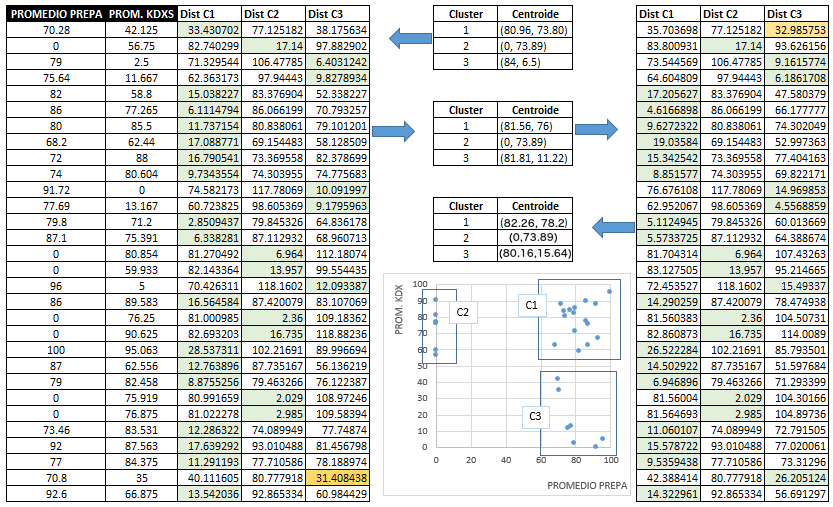 PROMEDIO PREPA PROM. KDXS Dist C1 Dist C2 Dist C3
70.28 42.125 33.430702 77.125182 38.175634
0 56.75 82.740299 17.14 97.882902
79 2.5 71.329544 106.47785 6.4031242
75.64 11.667 62.363173 97.94443 9.8278934
82 58.8 15.038227 83.376904 52.338227
86 77.265 6.1114794 86.066199 70.793257
80 85.5 11.737154 80.838061 79.101201
68.2 62.44 17.088771 69.154483 58.128509
72 88 16.790541 73.369558 82.378699
74 80.604 9.7343554 74.303955 74.775683
91.72 0 74.582173 117.78069 10.091997
77.69 13.167 60.723825 98.605369 9.1795963
79.8 71.2 2.8509437 79.845326 64.836178
87.1 75.391 6.338281 87.112932 68.960713
0 80.854 81.270492 6.964 112.18074
0 59.933 82.143364 13.957 99.554435
96 5 70.426311 118.1602 12.093387
86 89.583 16.564584 87.420079 83.107069
0 76.25 81.000985 2.36 109.18362
0 90.625 82.693203 16.735 118.88236
100 95.063 28.537311 102.21691 89.996694
87 62.556 12.763896 87.735167 56.136219
79 82.458 8.8755256 79.463266 76.122387
0 75.919 80.991659 2.029 108.97246
0 76.875 81.022278 2.985 109.58394
73.46 83.531 12.286322 74.089949 77.74874
92 87.563 17.639292 93.010488 81.456798
77 84.375 11.291193 77.710586 78.188974
70.8 35 40.111605 80.777918 31.408438
92.6 66.875 13.542036 92.865334 60.984429
Cluster Centroide
1 (80.96, 73.80)
2 (0, 73.89)
3 (84, 6.5)
Cluster Centroide
1 (81.56, 76)
2 (0, 73.89)
3 (81.81, 11.22)
Cluster Centroide
1 (82.26, 78.2)
2 (0,73.89)
3 (80.16,15.64)
PROM. KDX
100
90
80
70
60
50
40
30
20
10
0
C2
C1
C3
0 20 40 60 80 100
PROMEDIO PREPA
Dist C1 Dist C2 Dist C3
35.703698 77.125182 32.985753
83.800931 17.14 93.626156
73.544569 106.47785 9.1615774
64.604809 97.94443 6.1861708
17.205627 83.376904 47.580379
4.6166898 86.066199 66.177777
9.6272322 80.838061 74.302049
19.03584 69.154483 52.997363
15.342542 73.369558 77.404163
8.851577 74.303955 69.822171
76.676108 117.78069 14.969853
62.952067 98.605369 4.5568859
5.1124945 79.845326 60.013669
5.5733725 87.112932 64.388674
81.704314 6.964 107.43263
83.127505 13.957 95.214665
72.453527 118.1602 15.49337
14.290259 87.420079 78.474938
81.560383 2.36 104.50731
82.860873 16.735 114.0089
26.522284 102.21691 85.793501
14.502922 87.735167 51.597684
6.946896 79.463266 71.293399
81.56004 2.029 104.30166
81.564693 2.985 104.89736
11.060107 74.089949 72.791505
15.578722 93.010488 77.020061
9.5359438 77.710586 73.31296
42.388414 80.777918 26.205124
14.322961 92.865334 56.691297